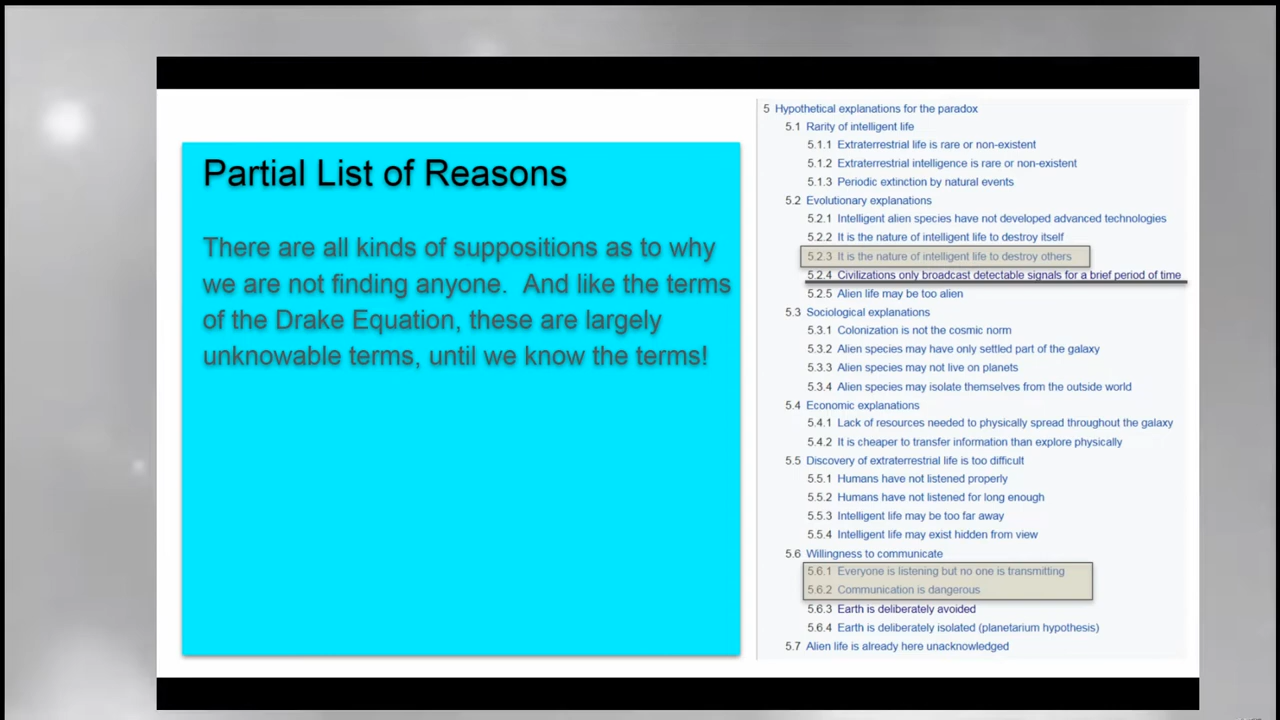 Partial List of Reasons
There are all kinds of suppositions as to why
we are not finding anyone. And like the terms
of the Drake Equation, these are largely
unknowable terms, until we know the terms!
5 Hypothetical explanations for the paradox
5.1 Rarity of intelligent life
5.1.1 Extraterrestrial life is rare or non-existent
5.1.2 Extraterrestrial intelligence is rare or non-existent
5.1.3 Periodic extinction by natural events
5.2 Evolutionary explanations
5.2.1 Intelligent alien species have not developed advanced technologies
5.2.2 It is the nature of intelligent life to destroy itself
5.2.3 It is the nature of intelligent life to destroy others
5.2.4 Civilizations only broadcast detectable signals for a brief period of time
5.2.5 Alien life may be too alien
5.3 Sociological explanations
5.3.1 Colonization is not the cosmic norm
5.3.2 Alien species may have only settled part of the galaxy
5.3.3 Alien species may not live on planets
5.3.4 Alien species may isolate themselves from the outside world
5.4 Economic explanations
5.4.1 Lack of resources needed to physically spread throughout the galaxy
5.4.2 It is cheaper to transfer information than explore physically
5.5 Discovery of extraterrestrial life is too difficult
5.5.1 Humans have not listened properly
5.5.2 Humans have not listened for long enough
5.5.3 Intelligent life may be too far away
5.5.4 Intelligent life may exist hidden from view
5.6 Willingness to communicate
5.6.1 Everyone is listening but no one is transmitting
5.6.2 Communication is dangerous
5.6.3 Earth is deliberately avoided
5.6.4 Earth is deliberately isolated (planetarium hypothesis)
5.7 Alien life is already here unacknowledged